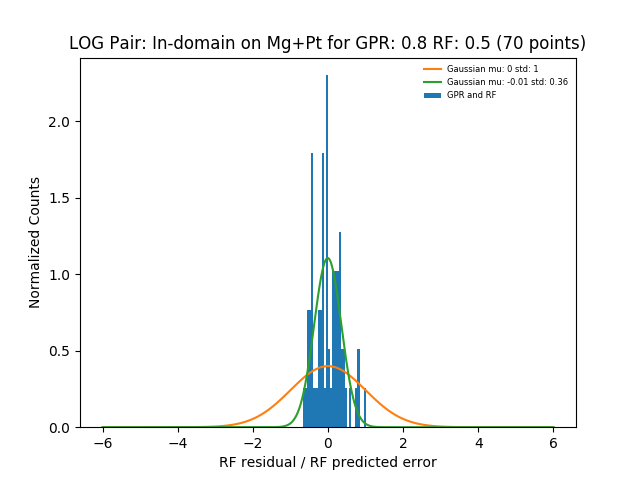 LOG Pair: In-domain on Mg+Pt for GPR: 0.8 RF: 0.5 (70 points)
Gaussian mu: 0 std: 1
Gaussian mu: -0.01 std: 0.36
GPR and RF
Normalized Counts
2.0
1.5
1.0
0.5
0.0
−6 −4 −2 0 2 4 6
RF residual / RF predicted error